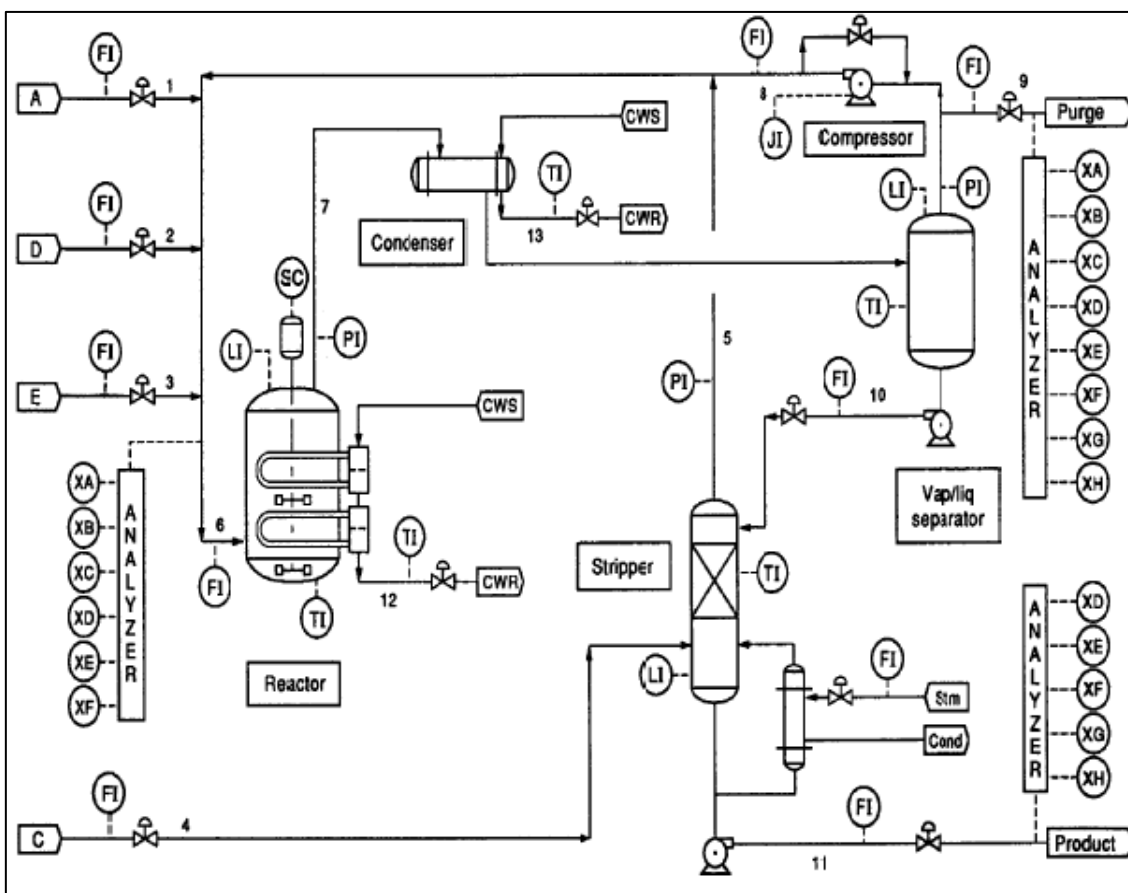 FI
8
FI
9
FI
A
1
CWS
JI
Compressor
Purge
TI
CWR
13
Condenser
7
LI
PI
XA
XB
XC
XD
XE
XF
XG
XH
ANALYZER
FI
D
2
SC
TI
LI
PI
5
FI
E
3
PI
FI
10
CWS
Vap/liq
separator
XA
XB
XC
XD
XE
XF
ANALYZER
6
FI
TI
CWR
12
TI
Reactor
Stripper
TI
LI
FI
Stm
Cond
XD
XE
XF
XG
XH
ANALYZER
FI
C
4
FI
11
Product